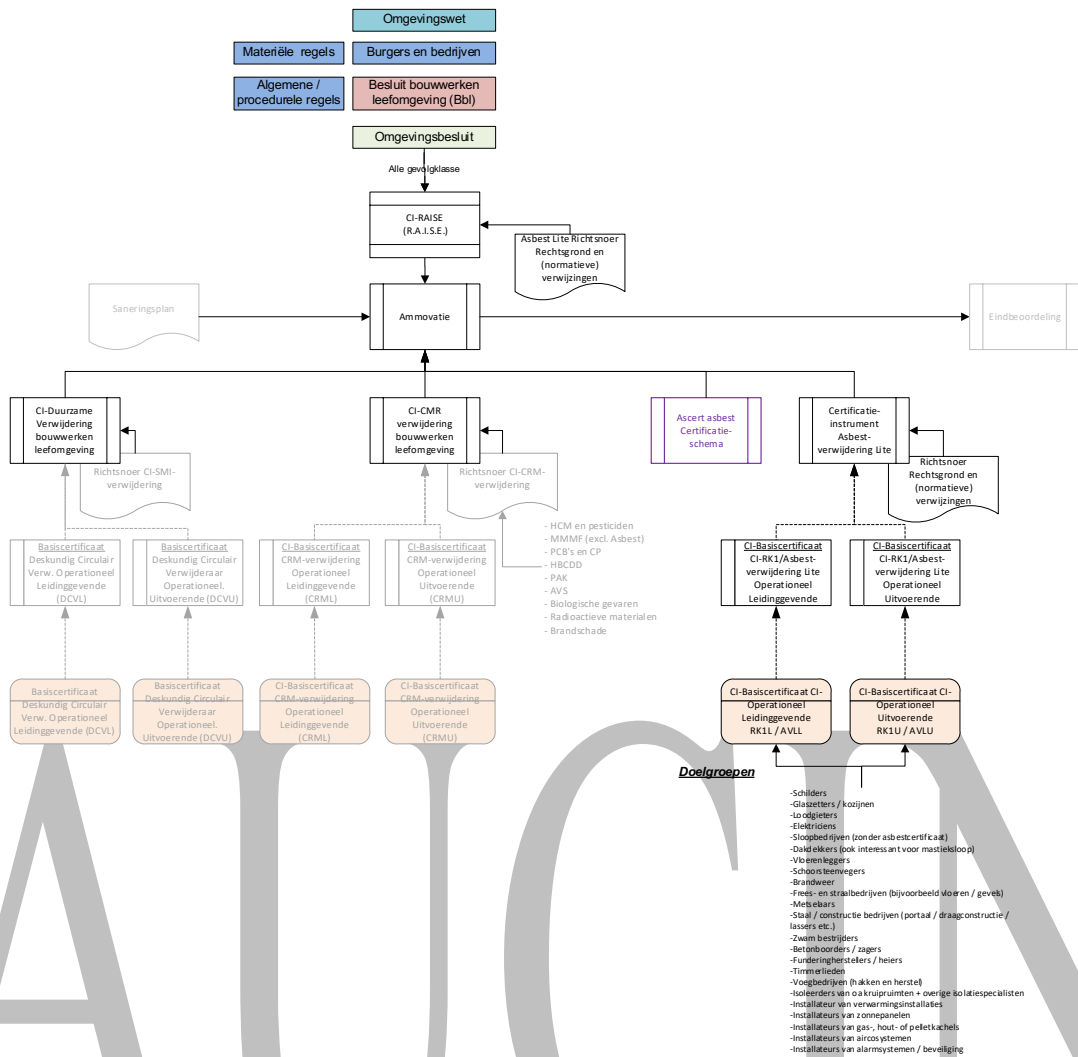 Omgevingswet
Materiële regels
Burgers en bedrijven
Algemene /
procedurele regels
Besluit bouwwerken
leefomgeving (Bbl)
Omgevingsbesluit
Alle gevolgklasse
CI-RAISE
(R.A.I.S.E.)
Asbest Lite Richtsnoer
Rechtsgrond en
(normatieve)
verwijzingen
Saneringsplan
Ammovatie
Eindbeoordeling
CI-Duurzame
Verwijdering
bouwwerken
leefomgeving
Richtsnoer CI-SMI-
verwijdering
CI-CMR
verwijdering
bouwwerken
leefomgeving
Richtsnoer CI-CRM-
verwijdering
Ascert asbest
Certificatie-
schema
Certificatie-
instrument
Asbest-
verwijdering Lite
Richtsnoer
Rechtsgrond en
(normatieve)
verwijzingen
- HCM en pesticiden
- MMMF (excl. Asbest)
- PCB's en CP
- HBCDD
- PAK
- AVS
- Biologische gevaren
- Radioactieve materialen
- Brandschade
Basiscertificaat
Deskundig Circulair
Verw. Operationeel
Leidinggevende
(DCVL)
Basiscertificaat
Deskundig Circulair
Verwijderaar
Operationeel.
Uitvoerende (DCVU)
CI-Basiscertificaat
CRM-verwijdering
Operationeel
Leidinggevende
(CRML)
CI-Basiscertificaat
CRM-verwijdering
Operationeel
Uitvoerende
(CRMU)
CI-Basiscertificaat
CI-RK1/Asbest-
verwijdering Lite
Operationeel
Leidinggevende
CI-Basiscertificaat
CI-RK1/Asbest-
verwijdering Lite
Operationeel
Uitvoerende
Basiscertificaat
Deskundig Circulair
Verw. Operationeel
Leidinggevende (DCVL)
Basiscertificaat
Deskundig Circulair
Verwijderaar
Operationeel.
Uitvoerende (DCVU)
CI-Basiscertificaat
CRM-verwijdering
Operationeel
Leidinggevende
(CRML)
CI-Basiscertificaat
CRM-verwijdering
Operationeel
Uitvoerende
(CRMU)
CI-Basiscertificaat CI-
Operationeel
Leidinggevende
RK1L / AVLL
CI-Basiscertificaat CI-
Operationeel
Uitvoerende
RK1U / AVLU
Doelgroepen
-Schilders
-Glaszetters / kozijnen
-Loodgieters
-Elektriciens
-Sloopbedrijven (zonder asbestcertificaat)
-Dakdekkers (ook interessant voor mastieksloop)
-Vloerenleggers
-Schoorsteenvegers
-Brandweer
-Frees- en straalbedrijven (bijvoorbeeld vloeren / gevels)
-Metselaars
-Staal / constructie bedrijven (portaal / draagconstructie /
lassers etc.)
-Zwam bestrijders
-Betonboorders / zagers
-Funderingherstellers / heiers
-Timmerlieden
-Voegbedrijven (hakken en herstel)
-Isoleerders van oa kruipruimten + overige isolatiespecialisten
-Installateur van verwarmingsinstallaties
-Installateurs van zonnepanelen
-Installateurs van gas-, hout- of pelletkachels
-Installateurs van aircosystemen
-Installateurs van alarmsystemen / beveiliging